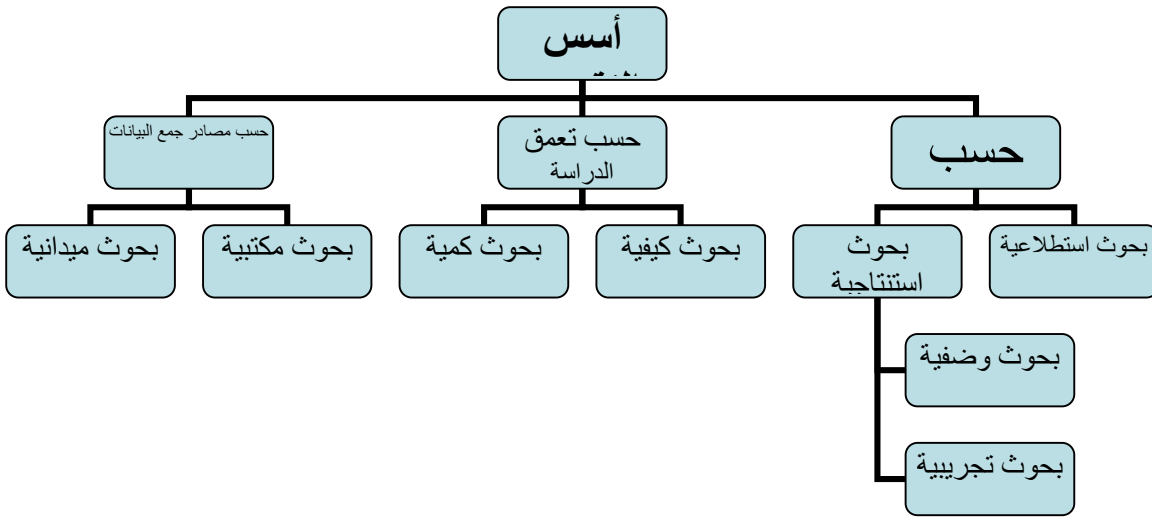 أسس
حسب
حسب تعمق
الدراسة
حسب مصادر جمع البيانات
بحوث استطلاعية
بحوث
استنتاجية
بحوث كيفية
بحوث كمية
بحوث مكتبية
بحوث ميدانية
بحوث وضفية
بحوث تجريبية